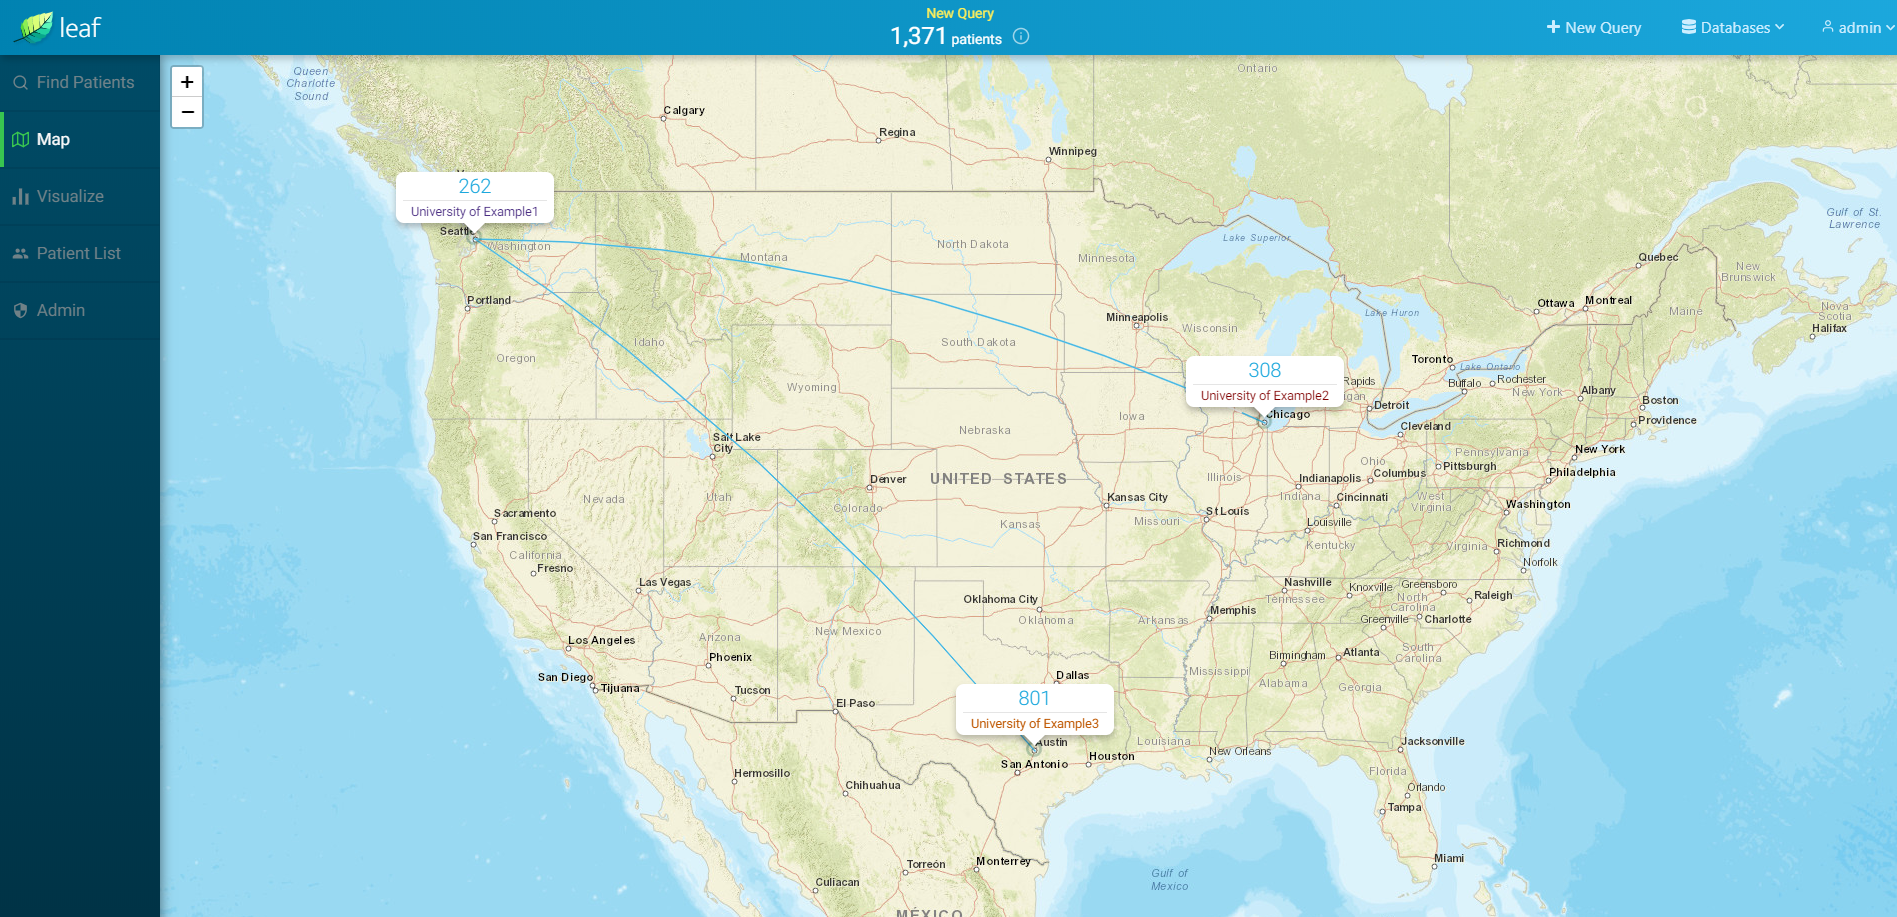 leaf
New Query
1,371 patients
New Query
Databases
admin
Find Patients
Map
Visualize
Patient List
Admin
+
−
Queen
Charlotte
Sound
Calgary
Regina
Winnipeg
Ontario
262
University of Example1
Washington
Montana
North Dakota
Minnesota
Lake Superior
Quebec
New
Brunswick
Gulf of St.
Lawrence
Portland
Oregon
Idaho
Wyoming
South Dakota
Minneapolis
Wisconsin
Lake Huron
Ottawa
Montreal
Maine
Nova
Scotia
Halifax
308
University of Example2
Rapids
Toronto
Lake Ontario
Buffalo
Rochester
New York
Albany
Boston
Providence
Iowa
Chicago
Detroit
Cleveland
Nebraska
Salt Lake
City
Denver
UNITED STATES
Kansas City
Illinois
Indianapolis
Indiana
Ohio
Columbus
Pittsburgh
Pennsylvania
New York
Philadelphia
Nevada
Utah
Colorado
Kansas
Missouri
St Louis
Cincinnati
West
Virginia
Washington
Sacramento
San Francisco
California
Fresno
Las Vegas
Louisville
Kentucky
Virginia
Richmond
Norfolk
Nashville
Tennessee
Knoxville
Greensboro
North
Carolina
Raleigh
Greenville
Charlotte
Oklahoma City
Oklahoma
Arkansas
Memphis
Los Angeles
Arizona
New Mexico
Phoenix
San Diego
Tijuana
Tucson
El Paso
Dallas
Mississippi
Birmingham
Alabama
Atlanta
Georgia
South
Carolina
801
University of Example3
Austin
San Antonio
Houston
Louisiana
New Orleans
Jacksonville
Florida
Orlando
Tampa
Miami
Hermosillo
Chihuahua
Torreón
Monterrey
Culiacan
Gulf of
Mexico
MÉXICO